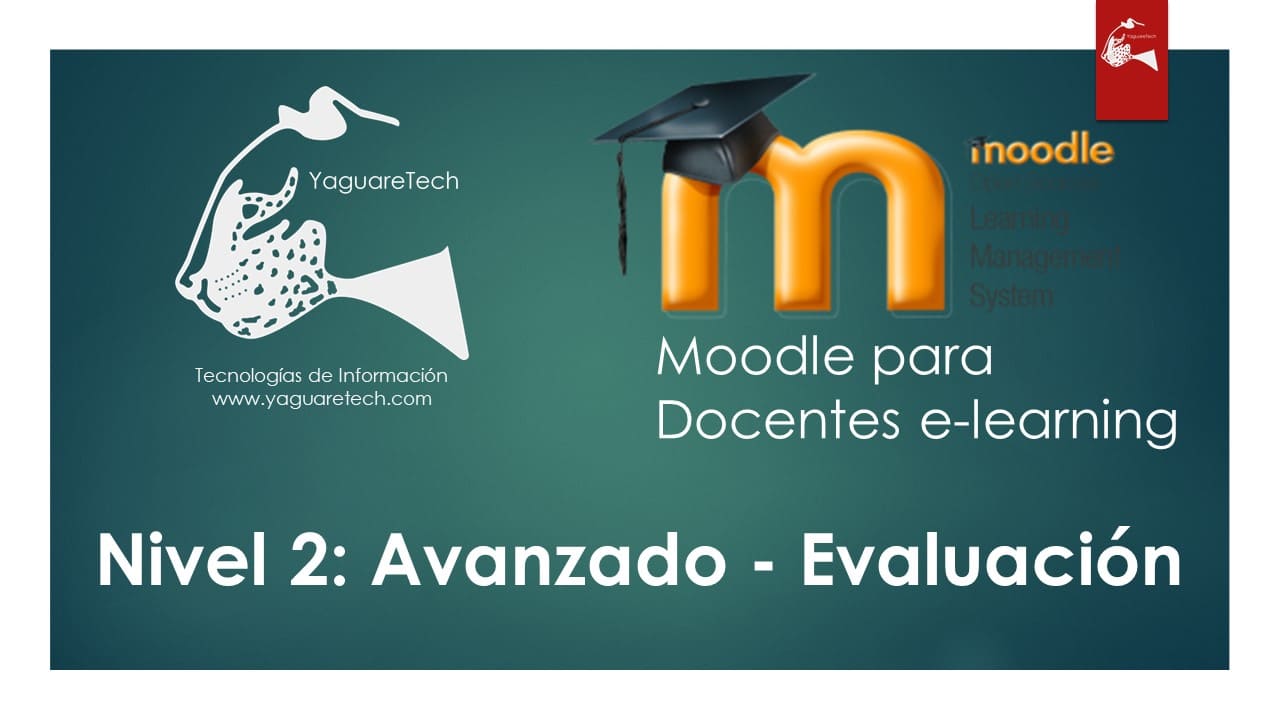 YaguareTech
YaguareTech
Tecnologías de Información
www.yaguaretech.com
moodle
Learning
Management
System
Moodle para
Docentes e-learning
Nivel 2: Avanzado - Evaluación